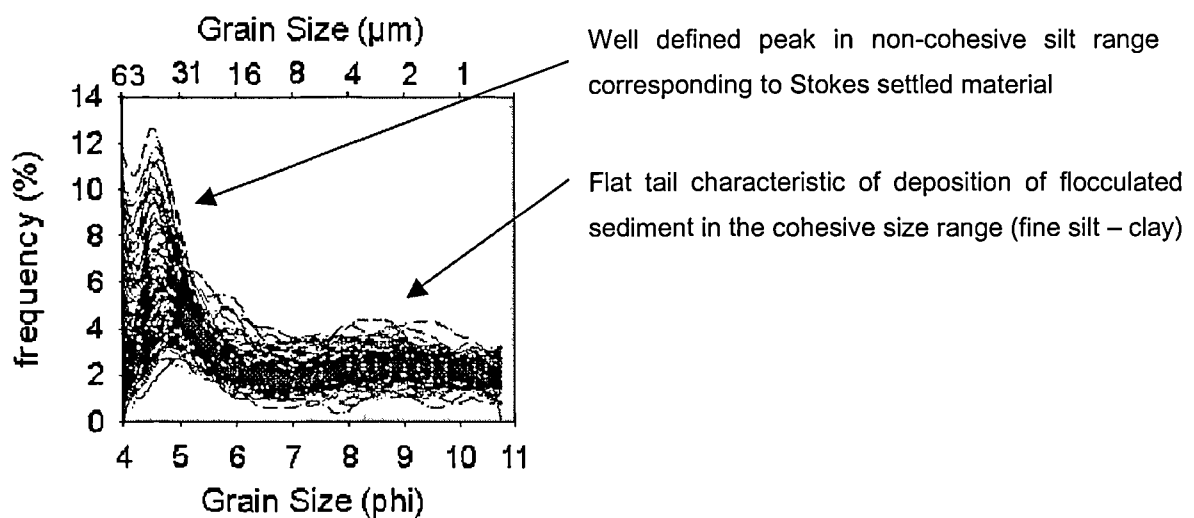 Grain Size (µm)
63 31 16 8 4 2 1
14
12
10
8
6
4
2
0
frequency (%)
4 5 6 7 8 9 10 11
Grain Size (phi)
Well defined peak in non-cohesive silt range
corresponding to Stokes settled material
Flat tail characteristic of deposition of flocculated
sediment in the cohesive size range (fine silt – clay)